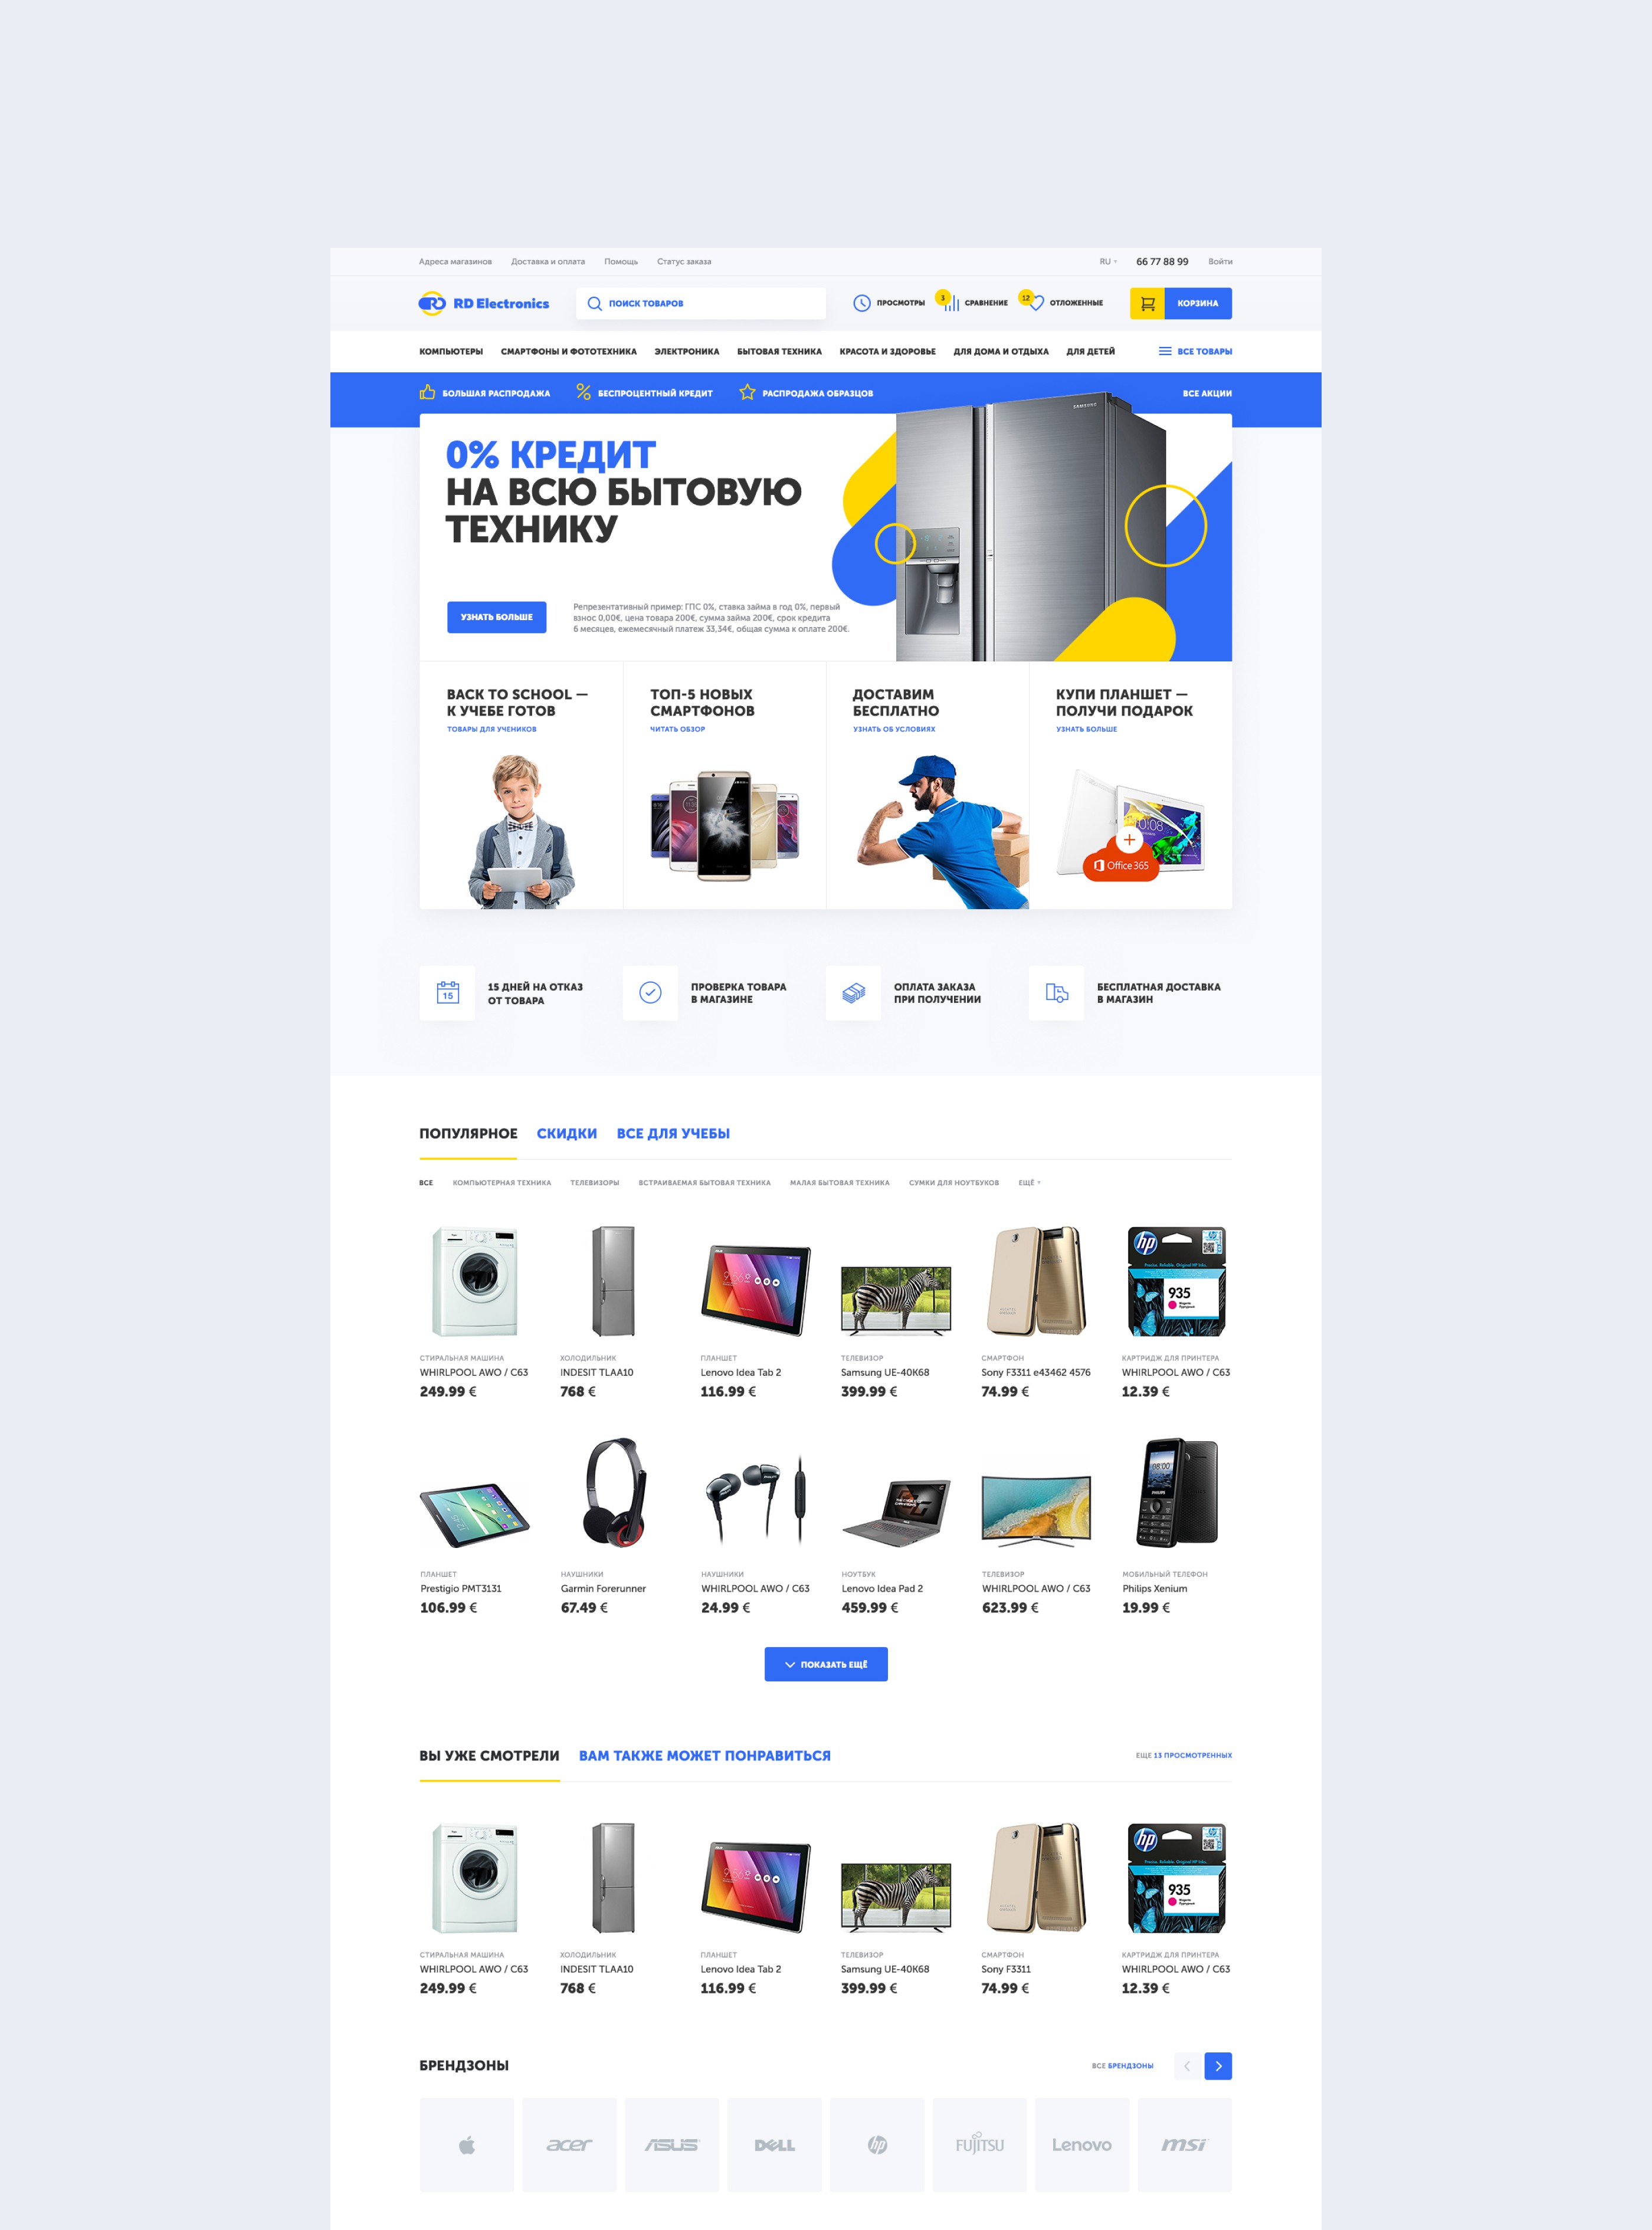 Адреса магазинов Доставка и оплата Помощь Статус заказа RU 66 77 88 99 Войти
RD Electronics ПОИСК ТОВАРОВ ПРОСМОТРЫ 3 СРАВНЕНИЕ 12 ОТЛОЖЕННЫЕ КОРЗИНА
КОМПЬЮТЕРЫ СМАРТФОНЫ И ФОТОТЕХНИКА ЭЛЕКТРОНИКА БЫТОВАЯ ТЕХНИКА КРАСОТА И ЗДОРОВЬЕ ДЛЯ ДОМА И ОТДЫХА ДЛЯ ДЕТЕЙ ВСЕ ТОВАРЫ
БОЛЬШАЯ РАСПРОДАЖА БЕСПРОЦЕНТНЫЙ КРЕДИТ РАСПРОДАЖА ОБРАЗЦОВ ВСЕ АКЦИИ
SAMSUNG
0% КРЕДИТ
НА ВСЮ БЫТОВУЮ
ТЕХНИКУ
УЗНАТЬ БОЛЬШЕ
Репрезентативный пример: ГПС 0%, ставка займа в год 0%, первый
взнос 0,00€, цена товара 200€, сумма займа 200€, срок кредита
6 месяцев, ежемесячный платеж 33,34€, общая сумма к оплате 200€.
BACK TO SCHOOL —
К УЧЕБЕ ГОТОВ
ТОВАРЫ ДЛЯ УЧЕНИКОВ
ТОП-5 НОВЫХ
СМАРТФОНОВ
ЧИТАТЬ ОБЗОР
ДОСТАВИМ
БЕСПЛАТНО
УЗНАТЬ ОБ УСЛОВИЯХ
КУПИ ПЛАНШЕТ —
ПОЛУЧИ ПОДАРОК
УЗНАТЬ БОЛЬШЕ
Office 365
15
15 ДНЕЙ НА ОТКАЗ
ОТ ТОВАРА
ПРОВЕРКА ТОВАРА
В МАГАЗИНЕ
ОПЛАТА ЗАКАЗА
ПРИ ПОЛУЧЕНИИ
БЕСПЛАТНАЯ ДОСТАВКА
В МАГАЗИН
ПОПУЛЯРНОЕ СКИДКИ ВСЕ ДЛЯ УЧЕБЫ
ВСЕ КОМПЬЮТЕРНАЯ ТЕХНИКА ТЕЛЕВИЗОРЫ ВСТРАИВАЕМАЯ БЫТОВАЯ ТЕХНИКА МАЛАЯ БЫТОВАЯ ТЕХНИКА СУМКИ ДЛЯ НОУТБУКОВ ЕЩЁ
hp
935
СТИРАЛЬНАЯ МАШИНА ХОЛОДИЛЬНИК ПЛАНШЕТ ТЕЛЕВИЗОР СМАРТФОН КАРТРИДЖ ДЛЯ ПРИНТЕРА
WHIRLPOOL AWO / C63 INDESIT TLAA10 Lenovo Idea Tab 2 Samsung UE-40K68 Sony F3311 e43462 4576 WHIRLPOOL AWO / C63
249.99 € 768 € 116.99 € 399.99 € 74.99 € 12.39 €
08:00
PHILIPS
ПЛАНШЕТ НАУШНИКИ НАУШНИКИ НОУТБУК ТЕЛЕВИЗОР МОБИЛЬНЫЙ ТЕЛЕФОН
Prestigio PMT3131 Garmin Forerunner WHIRLPOOL AWO / C63 Lenovo Idea Pad 2 WHIRLPOOL AWO / C63 Philips Xenium
106.99 € 67.49 € 24.99 € 459.99 € 623.99 € 19.99 €
ПОКАЗАТЬ ЕЩЁ
ВЫ УЖЕ СМОТРЕЛИ ВАМ ТАКЖЕ МОЖЕТ ПОНРАВИТЬСЯ ЕЩЕ 13 ПРОСМОТРЕННЫХ
hp
935
СТИРАЛЬНАЯ МАШИНА ХОЛОДИЛЬНИК ПЛАНШЕТ ТЕЛЕВИЗОР СМАРТФОН КАРТРИДЖ ДЛЯ ПРИНТЕРА
WHIRLPOOL AWO / C63 INDESIT TLAA10 Lenovo Idea Tab 2 Samsung UE-40K68 Sony F3311 WHIRLPOOL AWO / C63
249.99 € 768 € 116.99 € 399.99 € 74.99 € 12.39 €
БРЕНДЗОНЫ ВСЕ БРЕНДЗОНЫ
acer ASUS DELL hp FUJITSU Lenovo msi